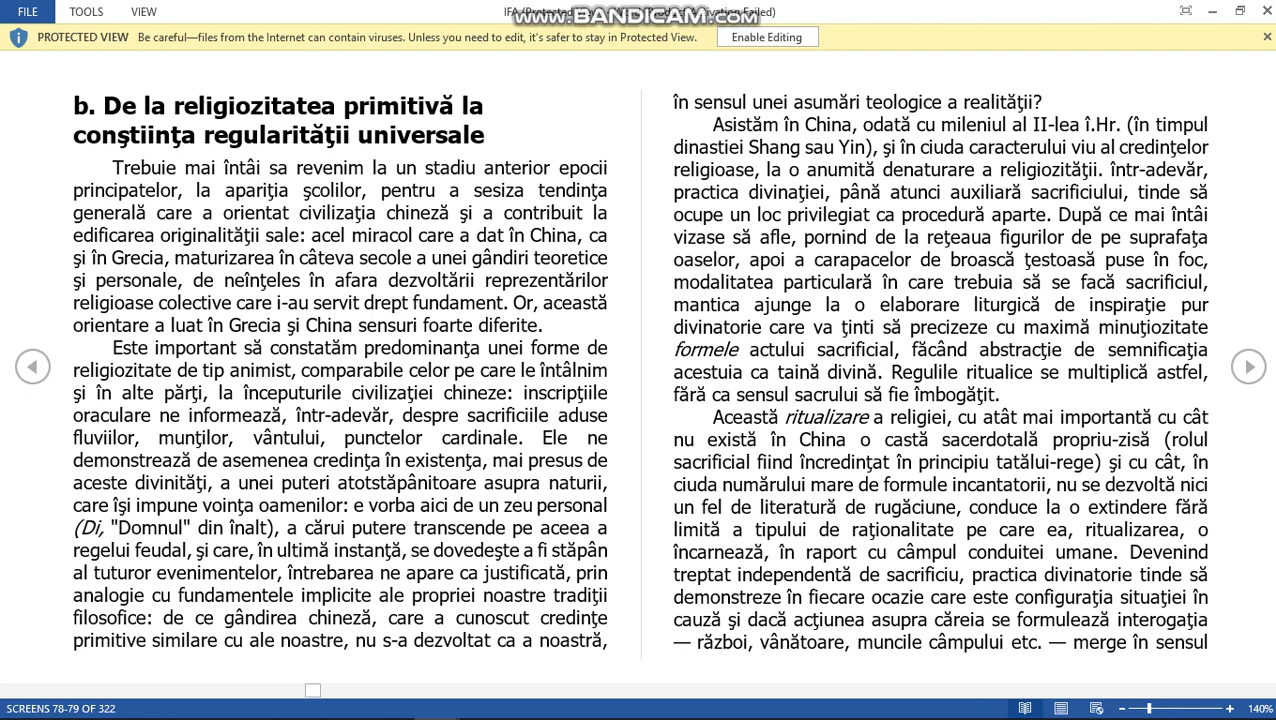 FILE TOOLS VIEW
www.BANDICAM.com
PROTECTED VIEW Be careful—files from the Internet can contain viruses. Unless you need to edit, it's safer to stay in Protected View. Enable Editing
b. De la religiozitatea primitivă la
conştiinţa regularităţii universale
Trebuie mai întâi sa revenim la un stadiu anterior epocii
principatelor, la apariţia şcolilor, pentru a sesiza tendinţa
generală care a orientat civilizaţia chineză şi a contribuit la
edificarea originalităţii sale: acel miracol care a dat în China, ca
şi în Grecia, maturizarea în câteva secole a unei gândiri teoretice
şi personale, de neînţeles în afara dezvoltării reprezentărilor
religioase colective care i-au servit drept fundament. Or, această
orientare a luat în Grecia şi China sensuri foarte diferite.
Este important să constatăm predominanţa unei forme de
religiozitate de tip animist, comparabile celor pe care le întâlnim
şi în alte părţi, la începuturile civilizaţiei chineze: inscripţiile
oraculare ne informează, într-adevăr, despre sacrificiile aduse
fluviilor, munţilor, vântului, punctelor cardinale. Ele ne
demonstrează de asemenea credinţa în existenţa, mai presus de
aceste divinităţi, a unei puteri atotstăpânitoare asupra naturii,
care îşi impune voinţa oamenilor: e vorba aici de un zeu personal
(Di, "Domnul" din înalt), a cărui putere transcende pe aceea a
regelui feudal, şi care, în ultimă instanţă, se dovedeşte a fi stăpân
al tuturor evenimentelor, întrebarea ne apare ca justificată, prin
analogie cu fundamentele implicite ale propriei noastre tradiţii
filosofice: de ce gândirea chineză, care a cunoscut credinţe
primitive similare cu ale noastre, nu s-a dezvoltat ca a noastră,
în sensul unei asumări teologice a realităţii?
Asistăm în China, odată cu mileniul al II-lea î.Hr. (în timpul
dinastiei Shang sau Yin), şi în ciuda caracterului viu al credinţelor
religioase, la o anumită denaturare a religiozităţii. într-adevăr,
practica divinaţiei, până atunci auxiliară sacrificiului, tinde să
ocupe un loc privilegiat ca procedură aparte. După ce mai întâi
vizase să afle, pornind de la reţeaua figurilor de pe suprafaţa
oaselor, apoi a carapacelor de broască ţestoasă puse în foc,
modalitatea particulară în care trebuia să se facă sacrificiul,
mantica ajunge la o elaborare liturgică de inspiraţie pur
divinatorie care va ţinti să precizeze cu maximă minuţiozitate
formele actului sacrificial, făcând abstracţie de semnificaţia
acestuia ca taină divină. Regulile ritualice se multiplică astfel,
fără ca sensul sacrului să fie îmbogăţit.
Această ritualizare a religiei, cu atât mai importantă cu cât
nu există în China o castă sacerdotală propriu-zisă (rolul
sacrificial fiind încredinţat în principiu tatălui-rege) şi cu cât, în
ciuda numărului mare de formule incantatorii, nu se dezvoltă nici
un fel de literatură de rugăciune, conduce la o extindere fără
limită a tipului de raţionalitate pe care ea, ritualizarea, o
încarnează, în raport cu câmpul conduitei umane. Devenind
treptat independentă de sacrificiu, practica divinatorie tinde să
demonstreze în fiecare ocazie care este configuraţia situaţiei în
cauză şi dacă acţiunea asupra căreia se formulează interogaţia
— război, vânătoare, muncile câmpului etc. — merge în sensul
SCREENS 78-79 OF 322 140%